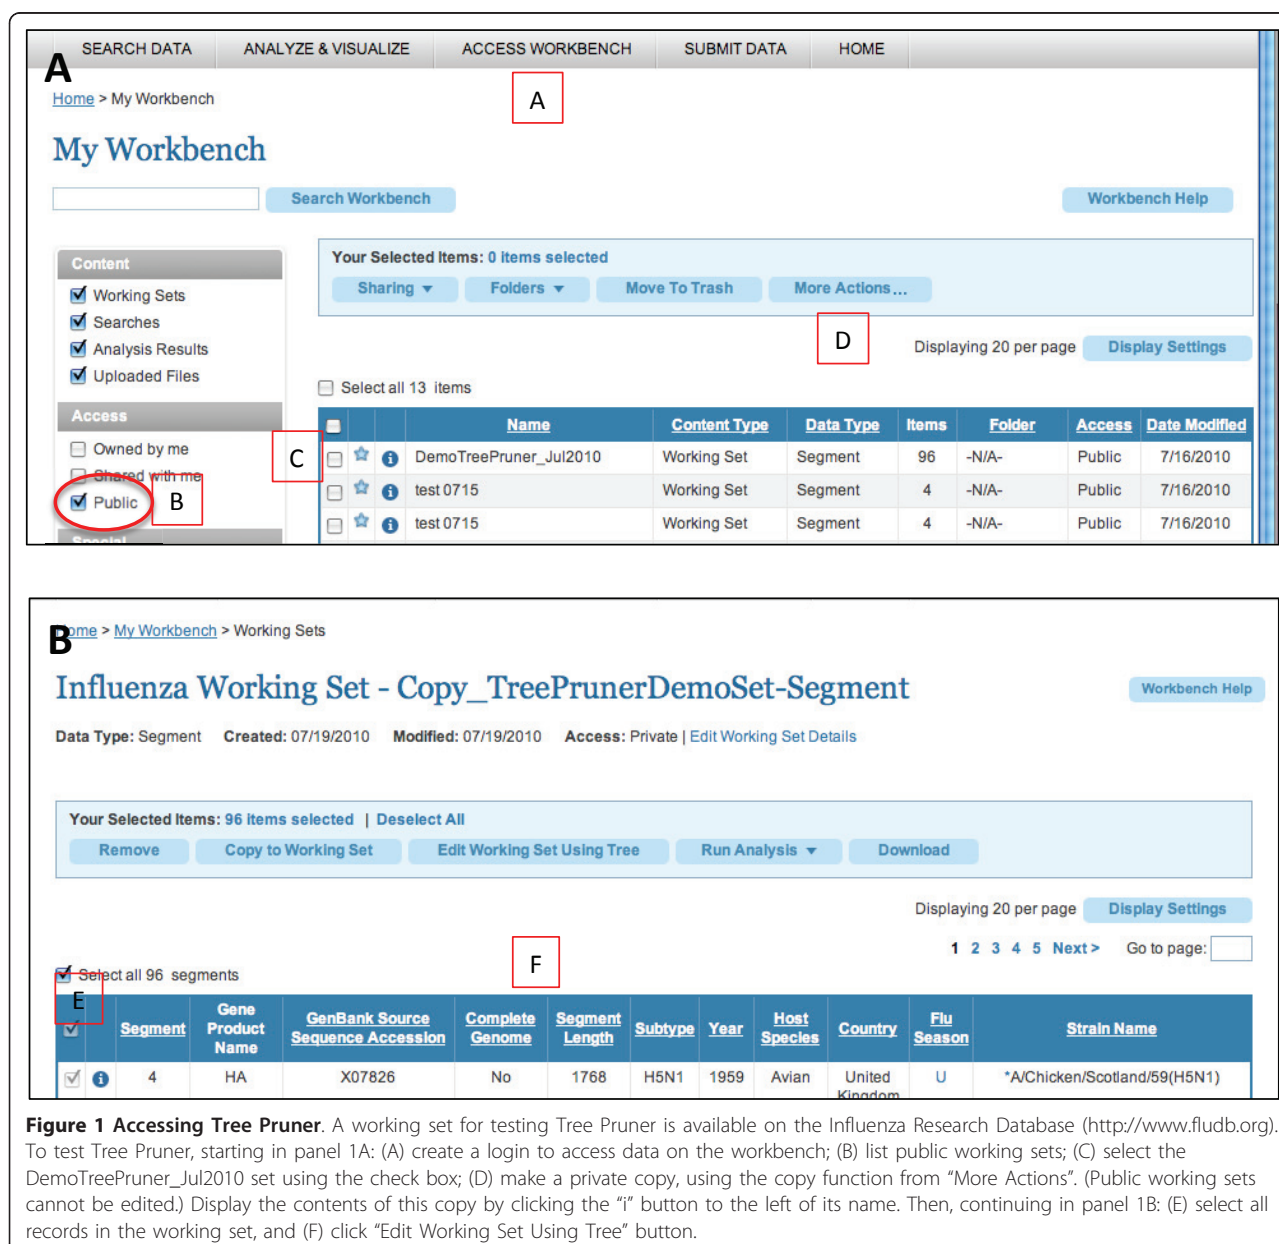 SEARCH DATA ANALYZE & VISUALIZE ACCESS WORKBENCH SUBMIT DATA HOME
A
Home > My Workbench
A
My Workbench
Search Workbench Workbench Help
Content
Working Sets
Searches
Analysis Results
Uploaded Files
Access
Owned by me
Shared with me
Public
B
Special
Your Selected Items: 0 items selected
Sharing Folders Move To Trash More Actions...
D
Displaying 20 per page Display Settings
Select all 13 items
Name Content Type Data Type Items Folder Access Date Modified
C
DemoTreePruner_Jul2010 Working Set Segment 96 -N/A- Public 7/16/2010
test 0715 Working Set Segment 4 -N/A- Public 7/16/2010
test 0715 Working Set Segment 4 -N/A- Public 7/16/2010
B
Home > My Workbench > Working Sets
Influenza Working Set - Copy_TreePrunerDemoSet-Segment
Workbench Help
Data Type: Segment Created: 07/19/2010 Modified: 07/19/2010 Access: Private | Edit Working Set Details
Your Selected Items: 96 items selected | Deselect All
Remove Copy to Working Set Edit Working Set Using Tree Run Analysis Download
Displaying 20 per page Display Settings
1 2 3 4 5 Next > Go to page:
F
Select all 96 segments
E
Segment Gene Product Name GenBank Source Sequence Accession Complete Genome Segment Length Subtype Year Host Species Country Flu Season Strain Name
4 HA X07826 No 1768 H5N1 1959 Avian United Kingdom U *A/Chicken/Scotland/59(H5N1)
Figure 1 Accessing Tree Pruner. A working set for testing Tree Pruner is available on the Influenza Research Database (http://www.fludb.org).
To test Tree Pruner, starting in panel 1A: (A) create a login to access data on the workbench; (B) list public working sets; (C) select the
DemoTreePruner_Jul2010 set using the check box; (D) make a private copy, using the copy function from “More Actions”. (Public working sets
cannot be edited.) Display the contents of this copy by clicking the “i” button to the left of its name. Then, continuing in panel 1B: (E) select all
records in the working set, and (F) click “Edit Working Set Using Tree” button.